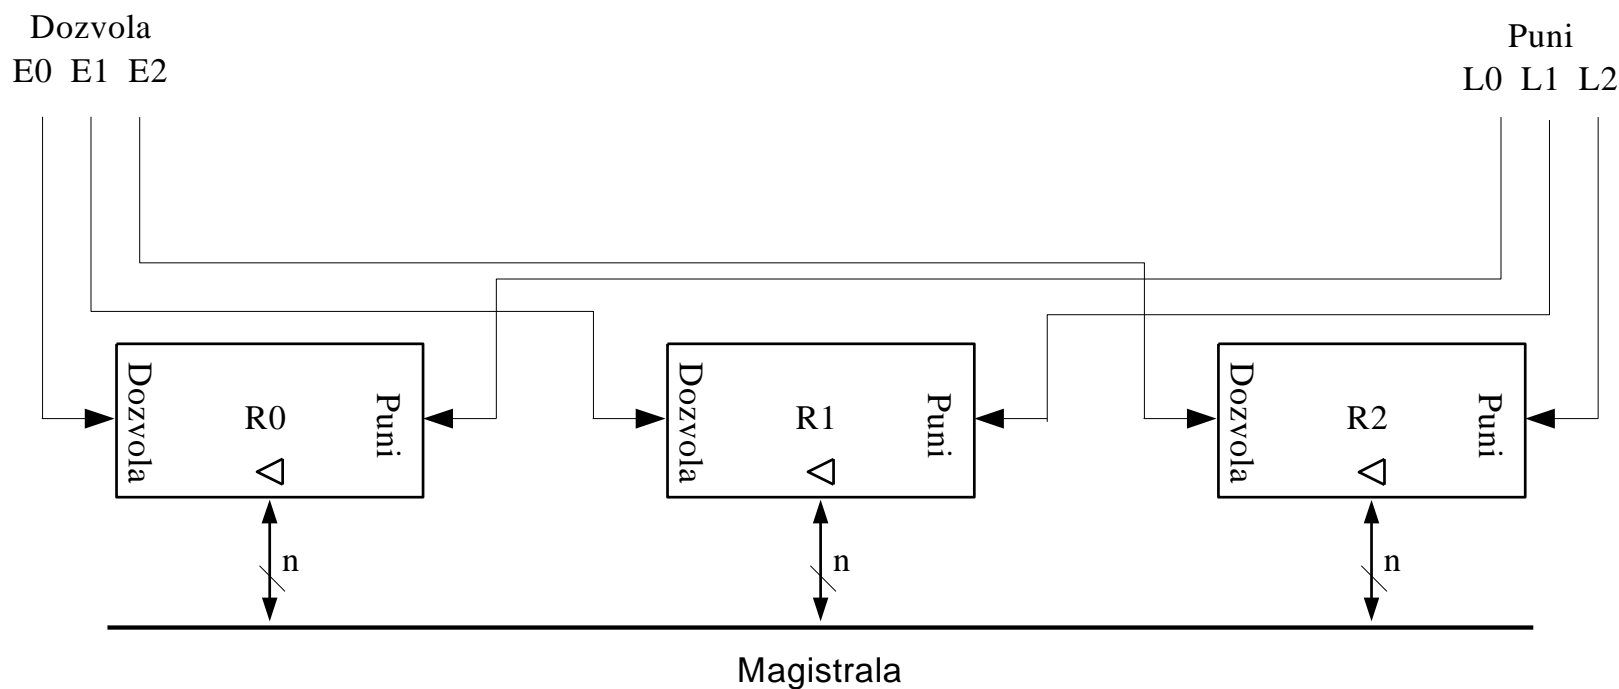 Dozvola
E0 E1 E2
Puni
L0 L1 L2
Dozvola
R0
Puni
Dozvola
R1
Puni
Dozvola
R2
Puni
n
n
n
Magistrala